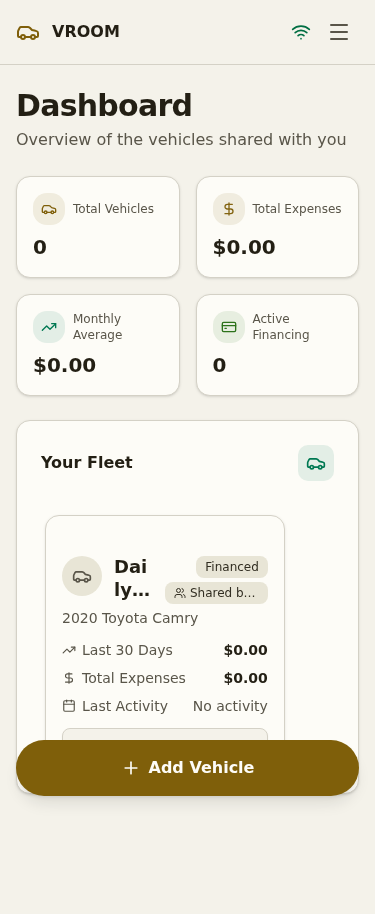 VROOM
Dashboard
Overview of the vehicles shared with you
Total Vehicles
0
Total Expenses
$0.00
Monthly
Average
$0.00
Active
Financing
0
Your Fleet
Dai
ly…
Financed
Shared b…
2020 Toyota Camry
Last 30 Days $0.00
Total Expenses $0.00
Last Activity No activity
Add Vehicle